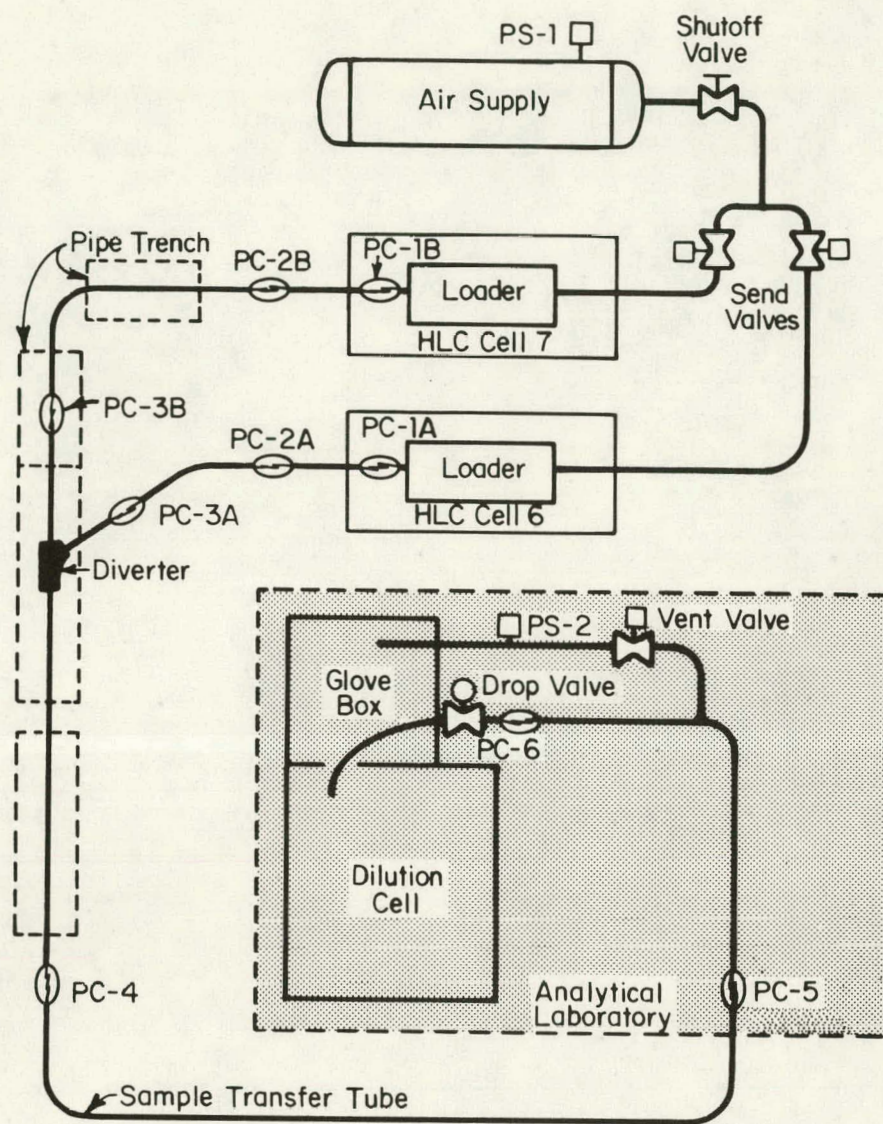 PS-1
Shutoff
Valve
Air Supply
Pipe Trench
PC-2B
PC-1B
Loader
HLC Cell 7
Send
Valves
PC-3B
PC-2A
PC-1A
Loader
HLC Cell 6
PC-3A
Diverter
PS-2
Vent Valve
Glove
Box
Drop Valve
PC-6
Dilution
Cell
PC-4
Analytical
Laboratory
PC-5
Sample Transfer Tube